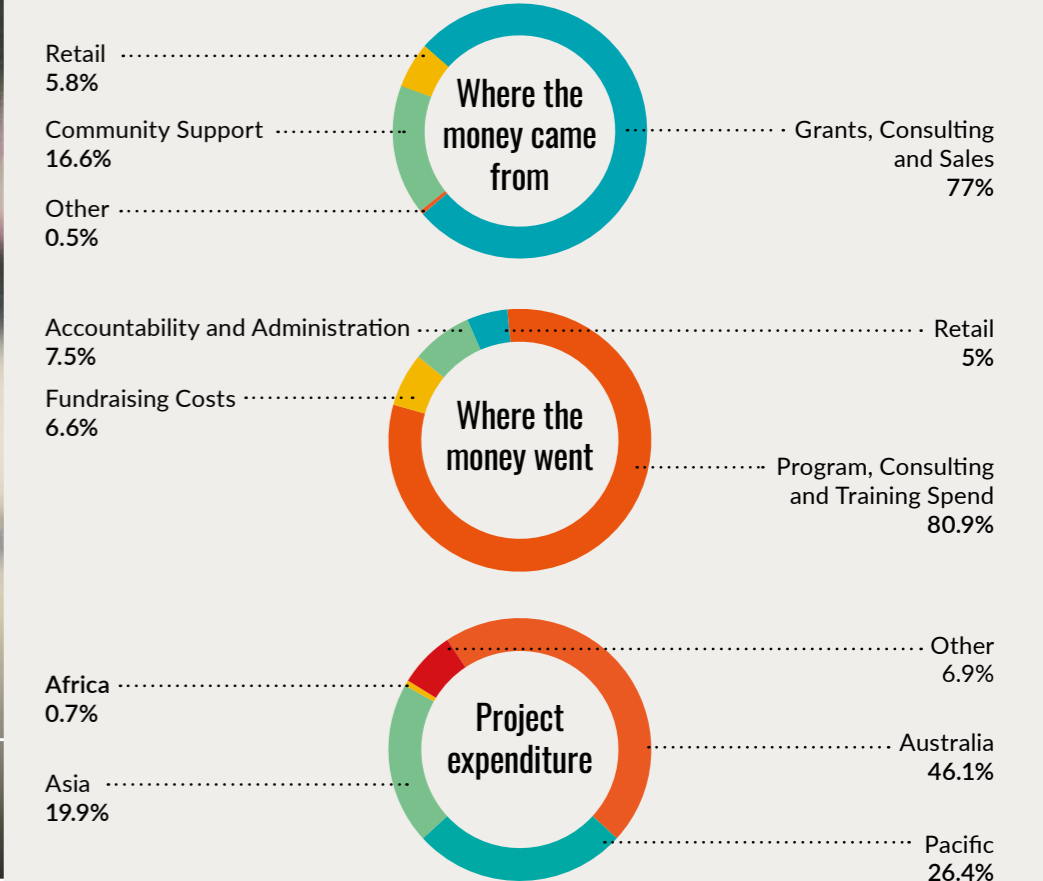 Retail
5.8%
Community Support
16.6%
Other
0.5%
Where the
money came
from
Grants, Consulting
and Sales
77%
Accountability and Administration
7.5%
Fundraising Costs
6.6%
Where the
money went
Retail
5%
Program, Consulting
and Training Spend
80.9%
Africa
0.7%
Asia
19.9%
Project
expenditure
Other
6.9%
Australia
46.1%
Pacific
26.4%